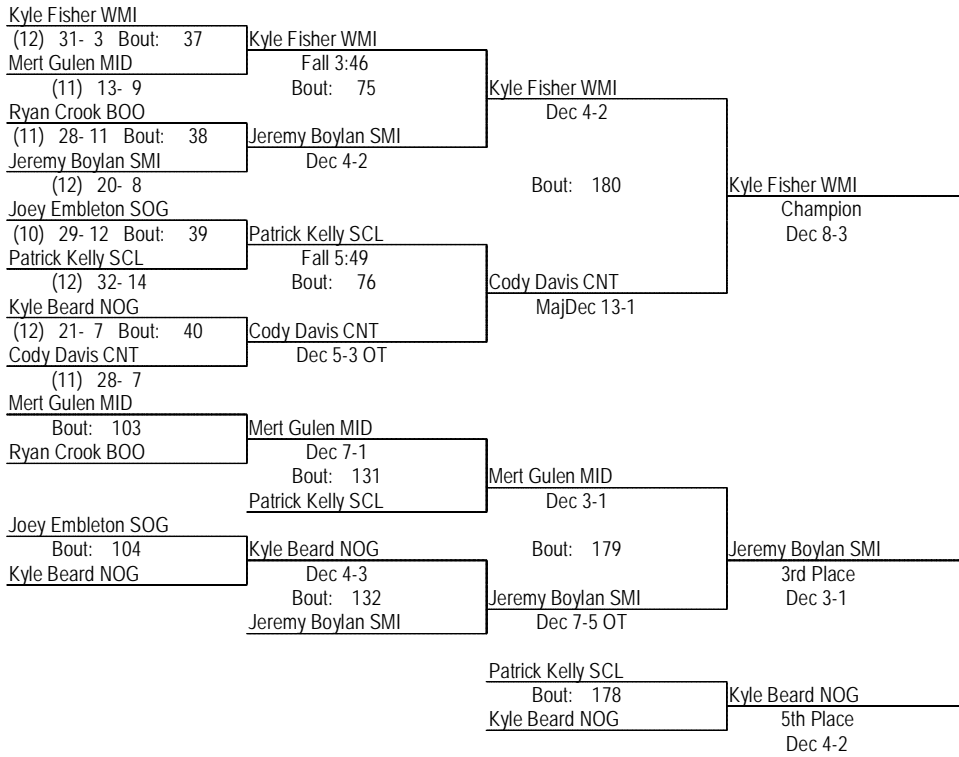 Kyle Fisher WMI
(12) 31- 3 Bout: 37
Mert Gulen MID
(11) 13- 9
Ryan Crook BOO
(11) 28- 11 Bout: 38
Jeremy Boylan SMI
(12) 20- 8
Joey Embleton SOG
(10) 29- 12 Bout: 39
Patrick Kelly SCL
(12) 32- 14
Kyle Beard NOG
(12) 21- 7 Bout: 40
Cody Davis CNT
(11) 28- 7
Kyle Fisher WMI
Fall 3:46
Bout: 75
Jeremy Boylan SMI
Dec 4-2
Patrick Kelly SCL
Fall 5:49
Bout: 76
Cody Davis CNT
Dec 5-3 OT
Kyle Fisher WMI
Dec 4-2
Bout: 180
Cody Davis CNT
MajDec 13-1
Kyle Fisher WMI
Champion
Dec 8-3
Mert Gulen MID
Bout: 103
Ryan Crook BOO
Joey Embleton SOG
Bout: 104
Kyle Beard NOG
Mert Gulen MID
Dec 7-1
Bout: 131
Patrick Kelly SCL
Kyle Beard NOG
Dec 4-3
Bout: 132
Jeremy Boylan SMI
Mert Gulen MID
Dec 3-1
Bout: 179
Jeremy Boylan SMI
Dec 7-5 OT
Jeremy Boylan SMI
3rd Place
Dec 3-1
Patrick Kelly SCL
Bout: 178
Kyle Beard NOG
Kyle Beard NOG
5th Place
Dec 4-2